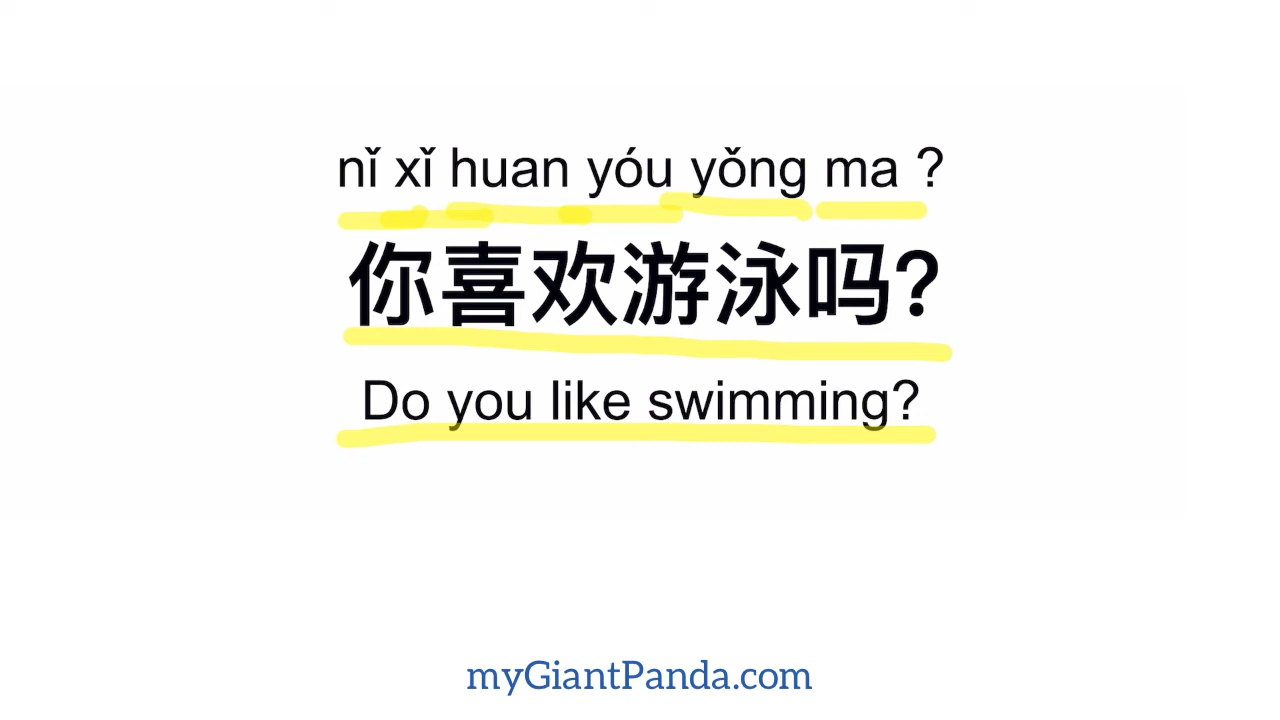 nǐ xǐ huan yóu yǒng ma ?
你喜欢游泳吗?
Do you like swimming?
myGiantPanda.com